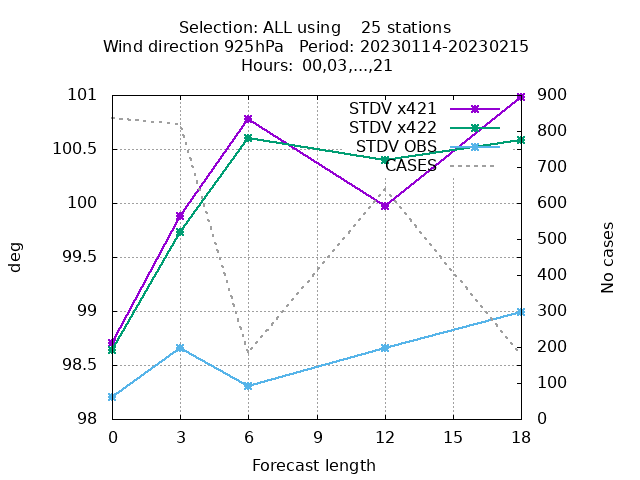 Selection: ALL using    25 stations
Wind direction 925hPa   Period: 20230114-20230215
Hours:  00,03,...,21
STDV x421
STDV x422
STDV OBS
CASES
101
100.5
100
99.5
99
98.5
98
900
800
700
600
500
400
300
200
100
0
deg
No cases
0
3
6
9
12
15
18
Forecast length